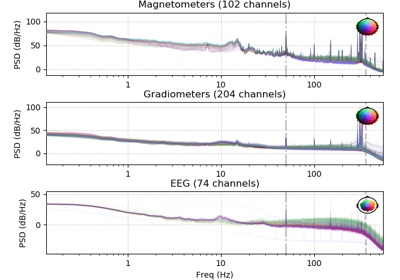 Magnetometers (102 channels)
PSD (dB/Hz)
100
50
0
1
10
100
Gradiometers (204 channels)
PSD (dB/Hz)
100
50
0
1
10
100
EEG (74 channels)
PSD (dB/Hz)
50
0
1
10
100
Freq (Hz)